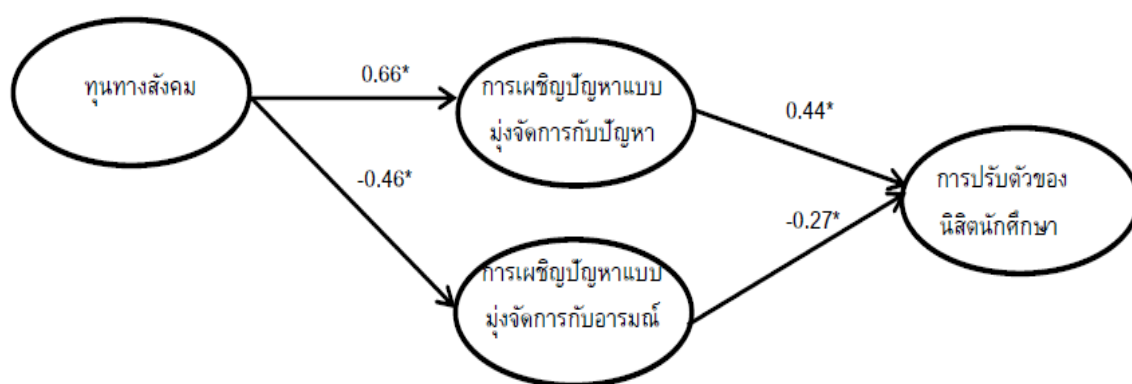 ทุนทางสังคม
0.66*
-0.46*
การเผชิญปัญหาแบบ
มุ่งจัดการกับปัญหา
การเผชิญปัญหาแบบ
มุ่งจัดการกับอารมณ์
0.44*
-0.27*
การปรับตัวของ
นิสิตนักศึกษา